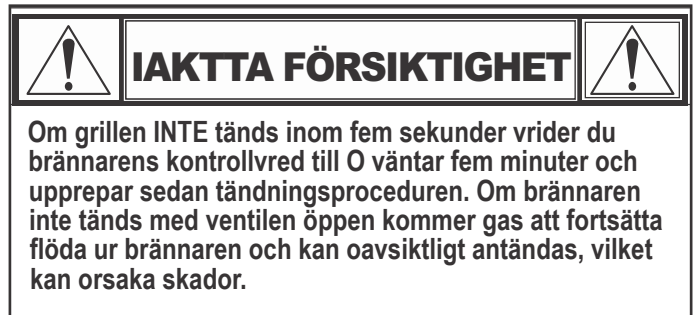 IAKTTA FÖRSIKTIGHET
Om grillen INTE tänds inom fem sekunder vrider du
brännarens kontrollvred till O väntar fem minuter och
upprepar sedan tändningsproceduren. Om brännaren
inte tänds med ventilen öppen kommer gas att fortsätta
flöda ur brännaren och kan oavsiktligt antändas, vilket
kan orsaka skador.